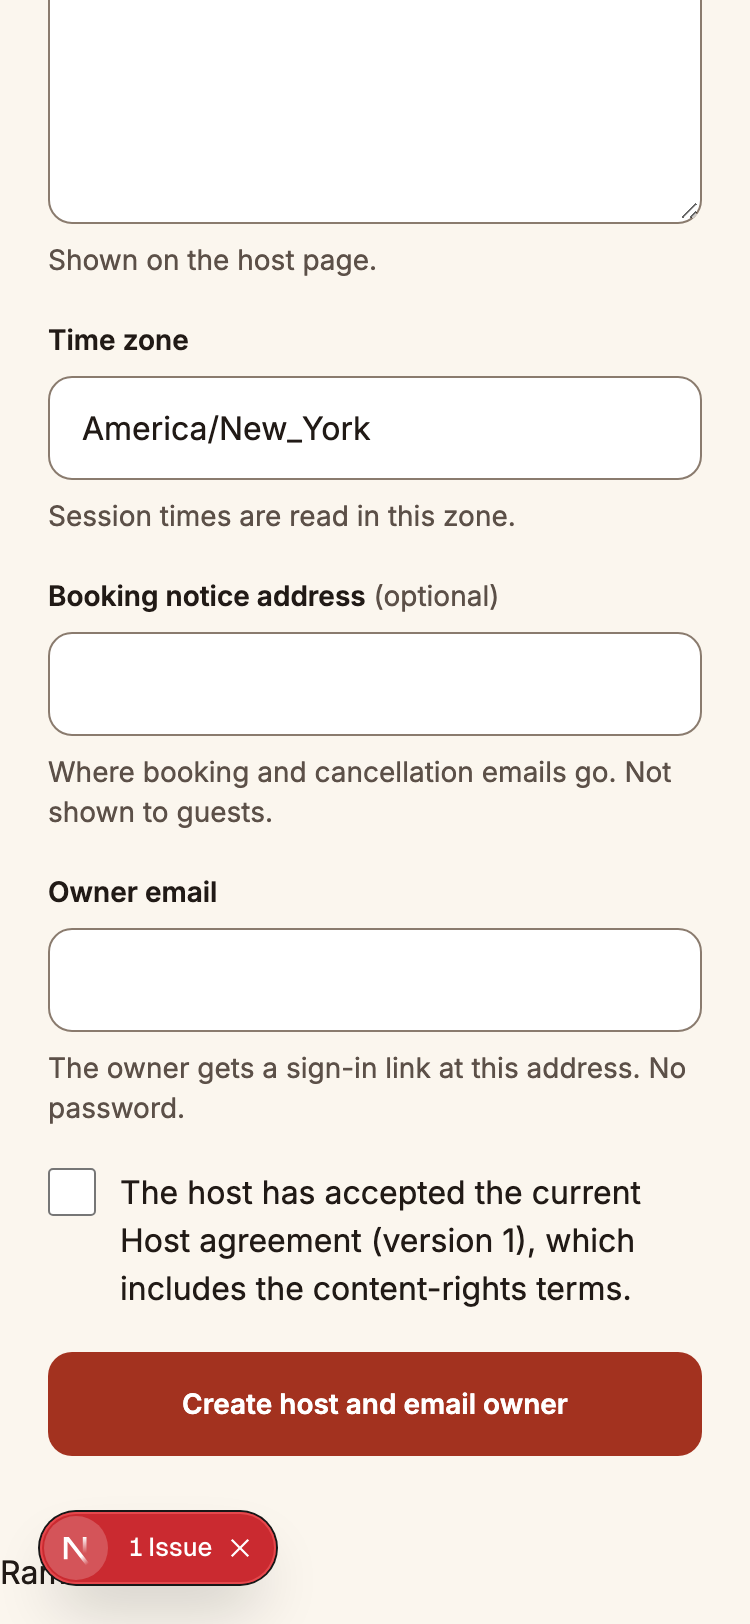 Shown on the host page.
Time zone
America/New_York
Session times are read in this zone.
Booking notice address (optional)
Where booking and cancellation emails go. Not
shown to guests.
Owner email
The owner gets a sign-in link at this address. No
password.
The host has accepted the current
Host agreement (version 1), which
includes the content-rights terms.
Create host and email owner
N 1 Issue